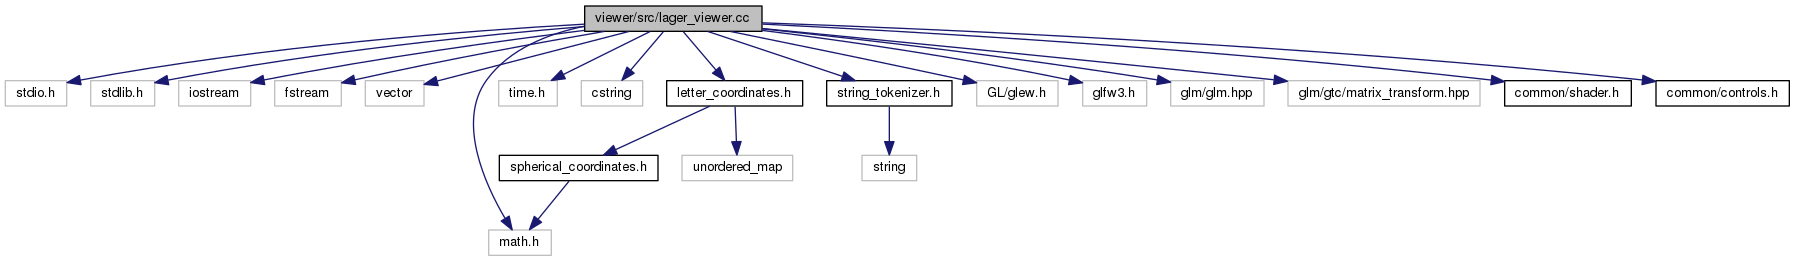 viewer/src/lager_viewer.cc
stdio.h
stdlib.h
iostream
fstream
vector
time.h
cstring
letter_coordinates.h
string_tokenizer.h
GL/glew.h
glfw3.h
glm/glm.hpp
glm/gtc/matrix_transform.hpp
common/shader.h
common/controls.h
spherical_coordinates.h
unordered_map
string
math.h